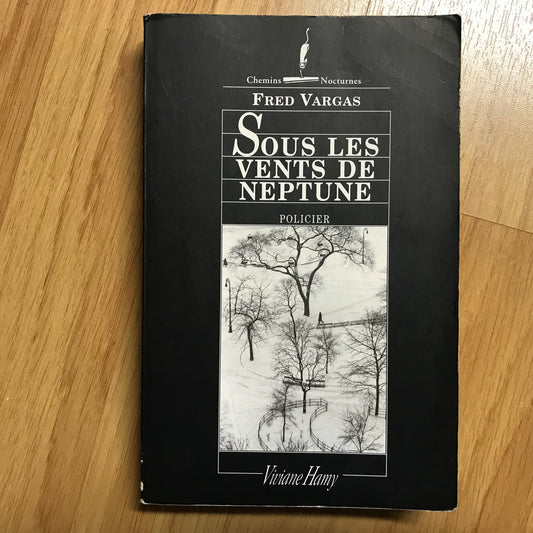 Chemins Nocturnes
FRED VARGAS
SOUS LES
VENTS DE
NEPTUNE
POLICIER
Viviane Hamy